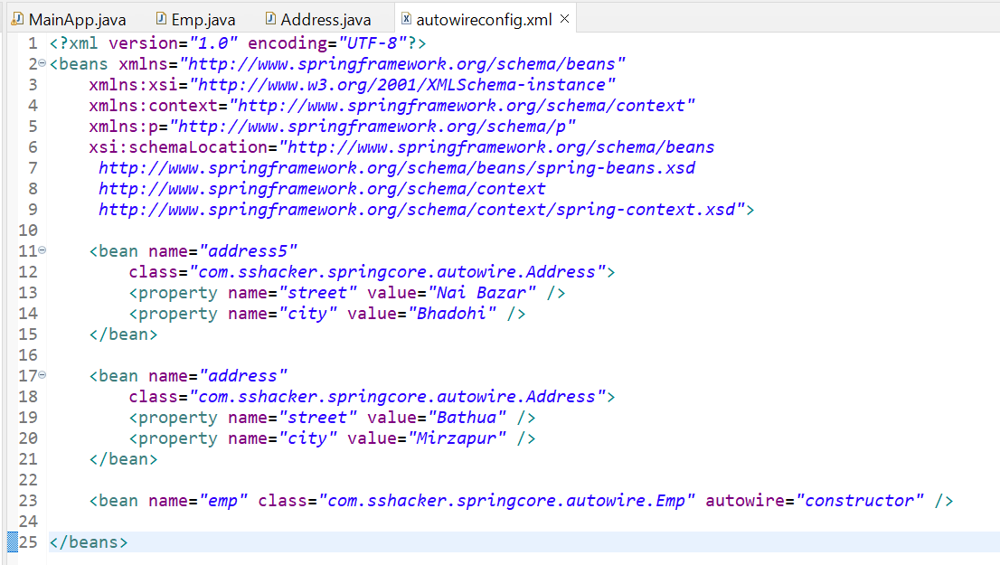 MainApp.java Emp.java Address.java autowireconfig.xml
1 <?xml version="1.0" encoding="UTF-8"?>
2 <beans xmlns="http://www.springframework.org/schema/beans"
3     xmlns:xsi="http://www.w3.org/2001/XMLSchema-instance"
4     xmlns:context="http://www.springframework.org/schema/context"
5     xmlns:p="http://www.springframework.org/schema/p"
6     xsi:schemaLocation="http://www.springframework.org/schema/beans
7      http://www.springframework.org/schema/beans/spring-beans.xsd
8      http://www.springframework.org/schema/context
9      http://www.springframework.org/schema/context/spring-context.xsd">
10
11     <bean name="address5"
12         class="com.sshacker.springcore.autowire.Address">
13         <property name="street" value="Nai Bazar" />
14         <property name="city" value="Bhadohi" />
15     </bean>
16
17     <bean name="address"
18         class="com.sshacker.springcore.autowire.Address">
19         <property name="street" value="Bathua" />
20         <property name="city" value="Mirzapur" />
21     </bean>
22
23     <bean name="emp" class="com.sshacker.springcore.autowire.Emp" autowire="constructor" />
24
25 </beans>